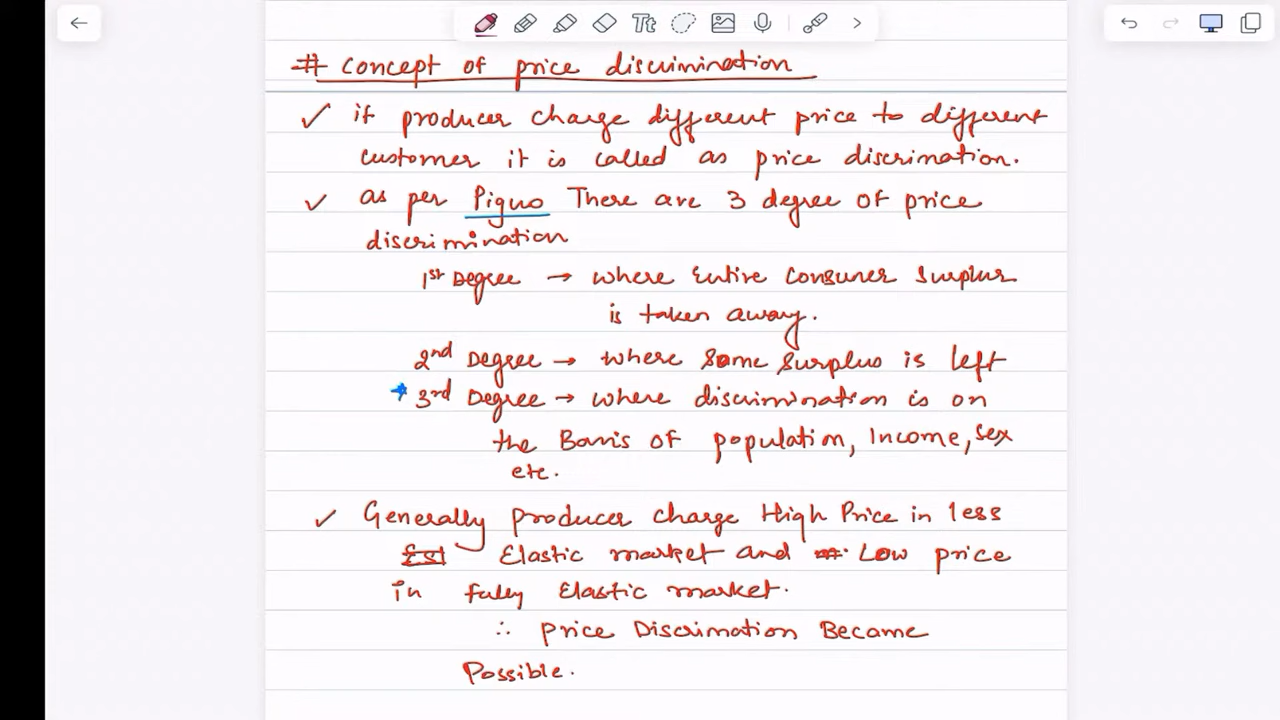 # concept of price discrimination
✓ if producer charge different price to different
customer it is called as price discrimation.
✓ as per Piguo There are 3 degree of price
discrimination
1st Degree → where Entire Consumer Surplus
is taken away.
2nd Degree → where Some Surplus is left
3rd Degree → where discrimination is on
the Basis of population, Income, Sex
etc.
✓ Generally producer charge High Price in less
Elastic market and Low price
in fully Elastic market.
∴ price Discrimation Became
Possible.
Tt